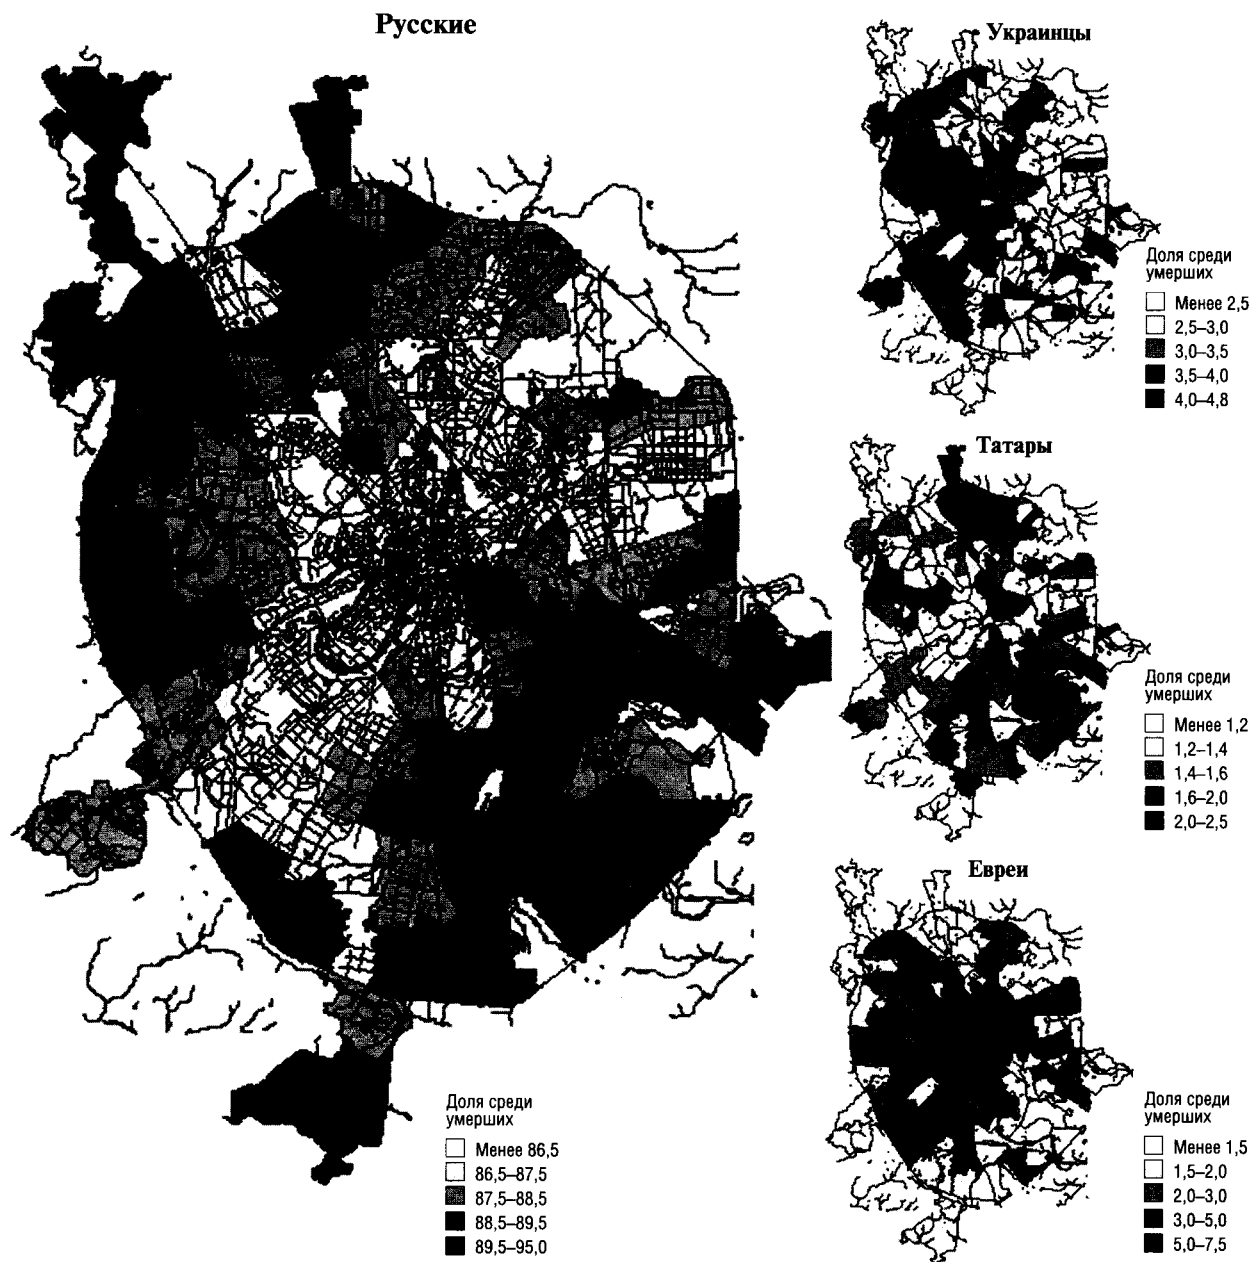 Русские
Доля среди
умерших
Менее 86,5
86,5–87,5
87,5–88,5
88,5–89,5
89,5–95,0
Украинцы
Доля среди
умерших
Менее 2,5
2,5–3,0
3,0–3,5
3,5–4,0
4,0–4,8
Татары
Доля среди
умерших
Менее 1,2
1,2–1,4
1,4–1,6
1,6–2,0
2,0–2,5
Евреи
Доля среди
умерших
Менее 1,5
1,5–2,0
2,0–3,0
3,0–5,0
5,0–7,5